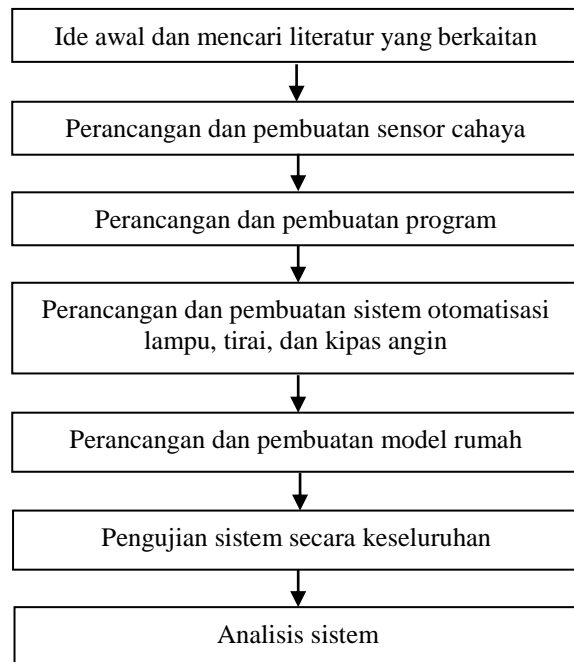 Ide awal dan mencari literatur yang berkaitan
Perancangan dan pembuatan sensor cahaya
Perancangan dan pembuatan program
Perancangan dan pembuatan sistem otomatisasi
lampu, tirai, dan kipas angin
Perancangan dan pembuatan model rumah
Pengujian sistem secara keseluruhan
Analisis sistem